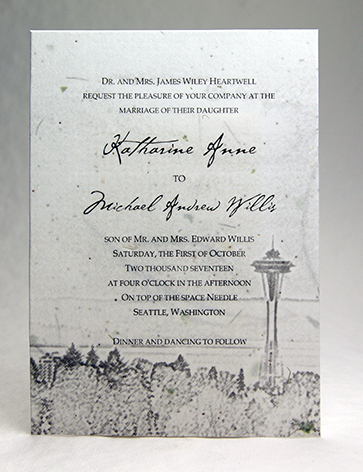 Dr. and Mrs. James Wiley Heartwell
request the pleasure of your company at the
marriage of their daughter
Katharine Anne
to
Michael Andrew Willis
son of Mr. and Mrs. Edward Willis
Saturday, the First of October
Two thousand seventeen
at four o'clock in the afternoon
On top of the space Needle
Seattle, Washington
Dinner and dancing to follow